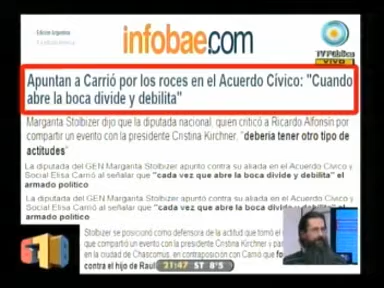 Edición Argentina
infobae.com
TV Pública
VIVO
Apuntan a Carrió por los roces en el Acuerdo Cívico: "Cuando
abre la boca divide y debilita"
Margarita Stolbizer dijo que la diputada nacional, quien criticó a Ricardo Alfonsín por
compartir un evento con la presidente Cristina Kirchner, "debería tener otro tipo de
actitudes"
La diputada del GEN Margarita Stolbizer apuntó contra su aliada en el Acuerdo Cívico y
Social Elisa Carrió al señalar que "cada vez que abre la boca divide y debilita" el
armado político
La diputada del GEN Margarita Stolbizer apuntó contra su aliada en el Acuerdo Cívico y
Social Elisa Carrió al señalar que "cada vez que abre la boca divide y debilita" el
armado político
Stolbizer se posicionó como defensora de la actitud que tomó el
que compartió un evento con la presidente Cristina Kirchner y
en la ciudad de Chascomus, en contraposición con Carrió que
contra el hijo de Raúl
21:47 ST 8°5